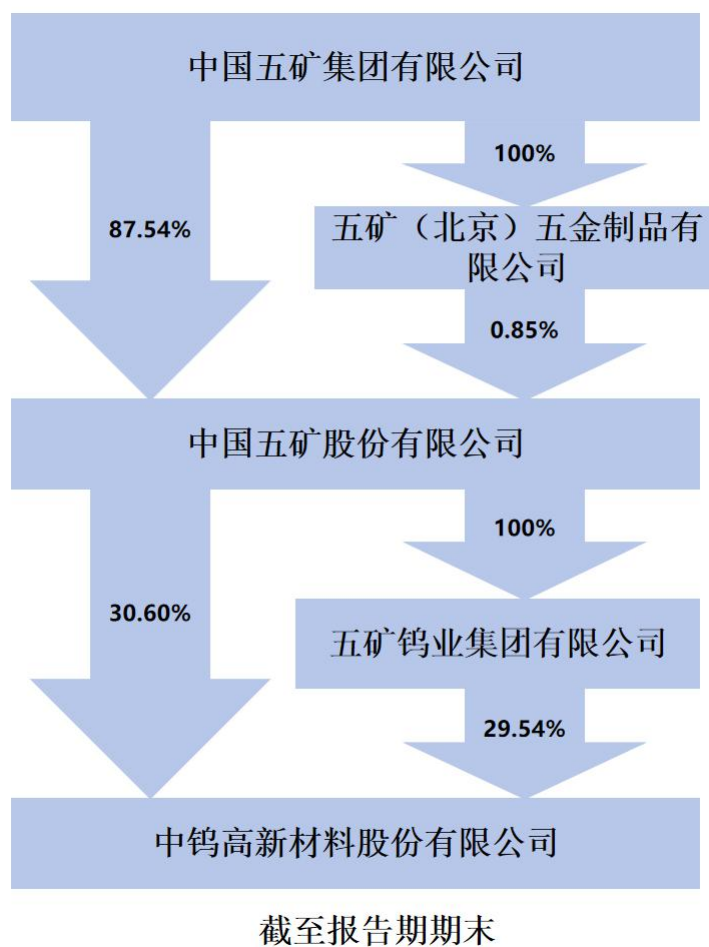 中国五矿集团有限公司
100%
87.54%
五矿（北京）五金制品有
限公司
0.85%
中国五矿股份有限公司
100%
30.60%
五矿钨业集团有限公司
29.54%
中钨高新材料股份有限公司
截至报告期期末